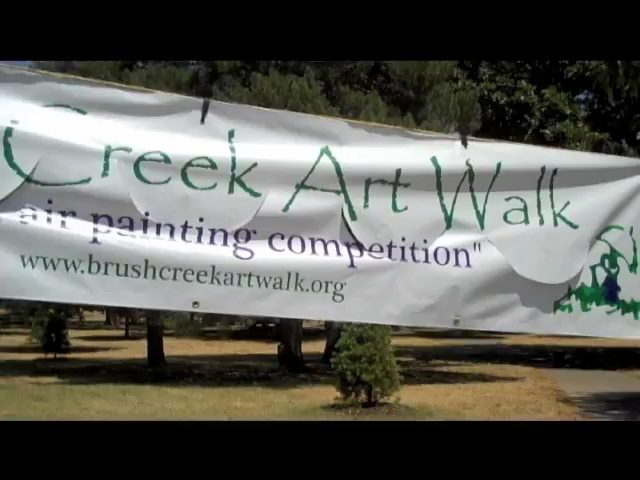 Creek Art Walk
air painting competition"
www.brushcreekartwalk.org